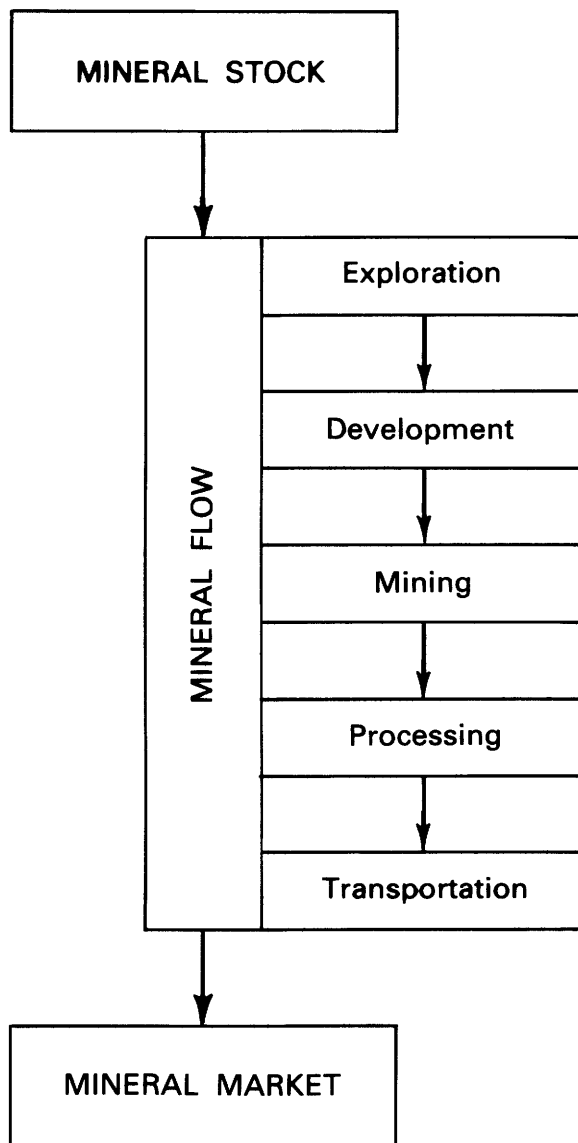 MINERAL STOCK
MINERAL FLOW
Exploration
Development
Mining
Processing
Transportation
MINERAL MARKET